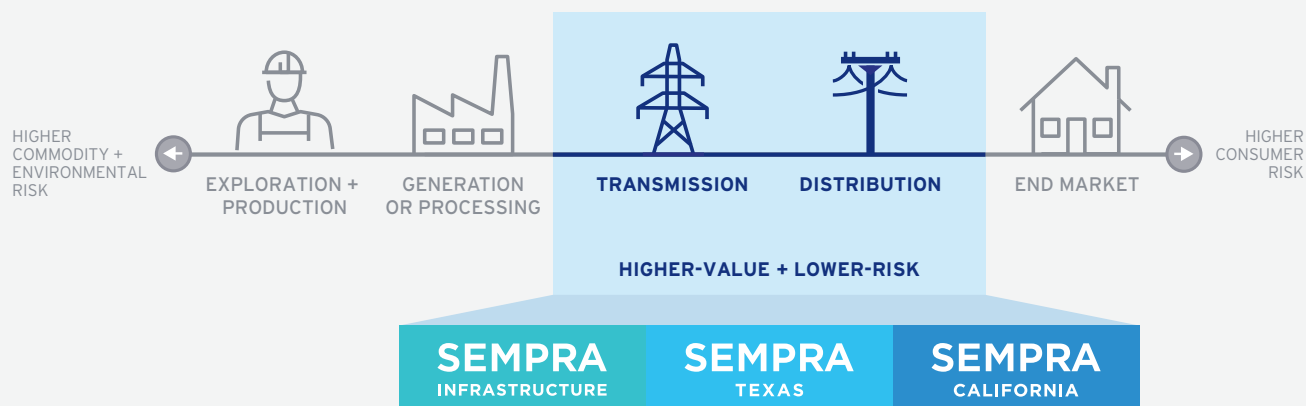 HIGHER
COMMODITY +
ENVIRONMENTAL
RISK
EXPLORATION +
PRODUCTION
GENERATION
OR PROCESSING
TRANSMISSION
DISTRIBUTION
END MARKET
HIGHER
CONSUMER
RISK
HIGHER-VALUE + LOWER-RISK
SEMPRA
INFRASTRUCTURE
SEMPRA
TEXAS
SEMPRA
CALIFORNIA